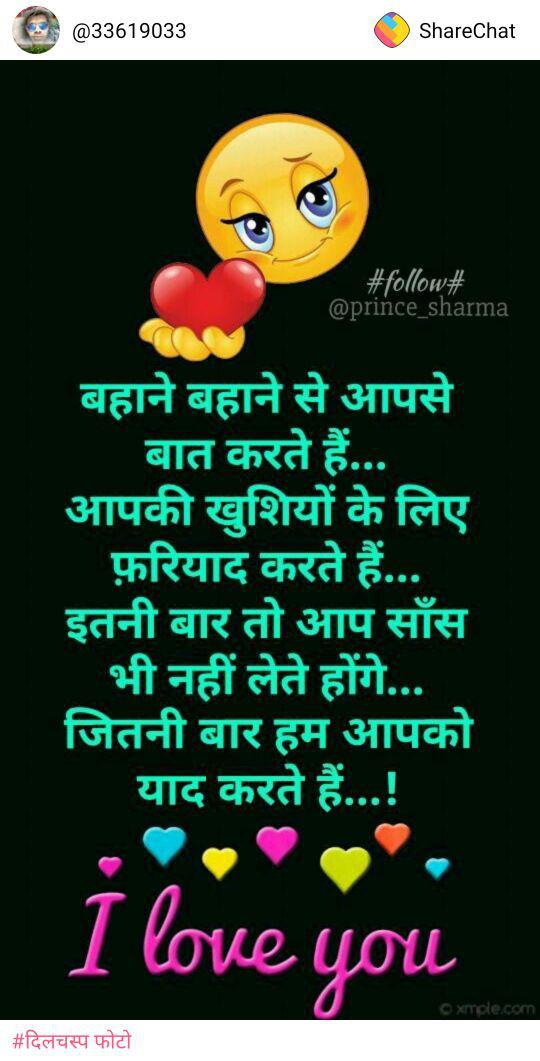 @33619033
ShareChat
#follow#
@prince_sharma
बहाने बहाने से आपसे
बात करते हैं...
आपकी खुशियों के लिए
फ़रियाद करते हैं...
इतनी बार तो आप साँस
भी नहीं लेते होंगे...
जितनी बार हम आपको
याद करते हैं...!
I love you
© xmple.com
#दिलचस्प फोटो